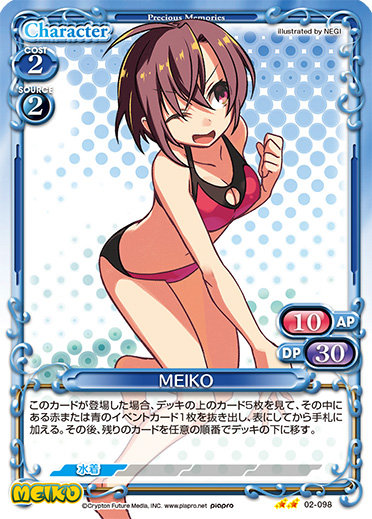 Precious Memories
Character
illustrated by NEGI
COST
2
SOURCE
2
10 AP
DP 30
MEIKO
このカードが登場した場合、デッキの上のカード5枚を見て、その中に
ある赤または青のイベントカード1枚を抜き出し、表にしてから手札に
加える。その後、残りのカードを任意の順番でデッキの下に移す。
水着
MEIKO
©Crypton Future Media, INC. www.piapro.net piapro
02-098